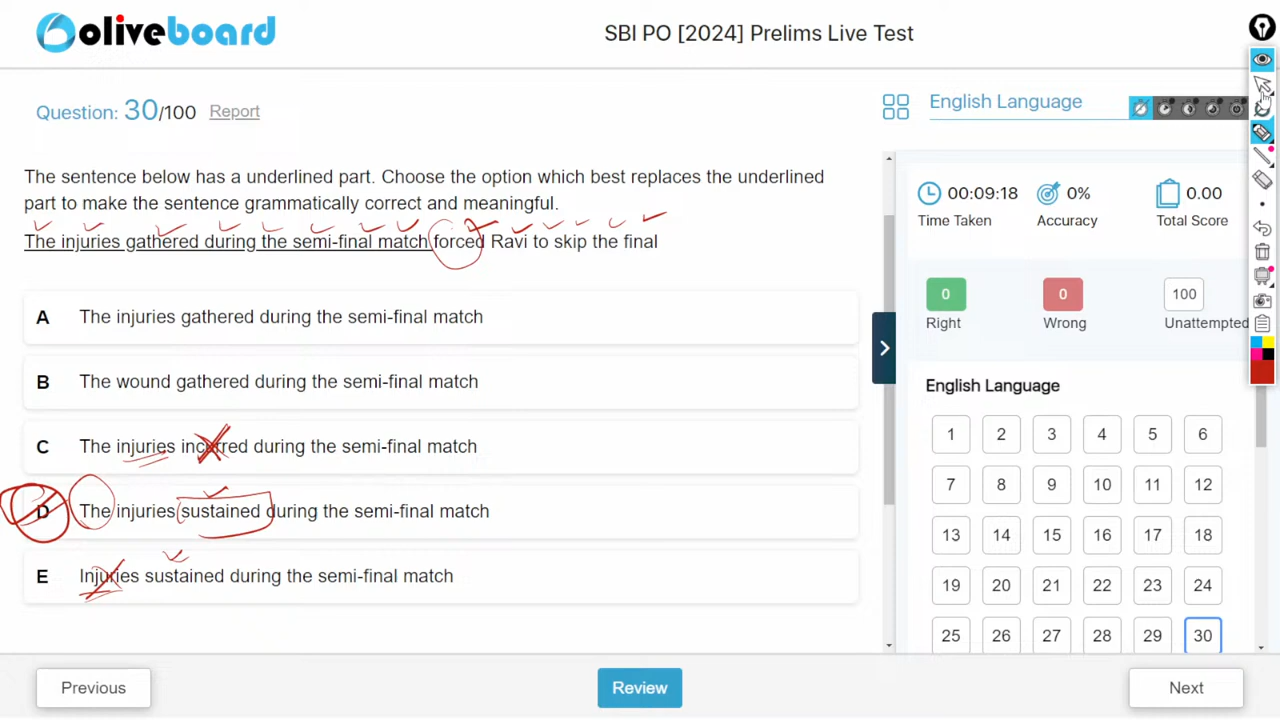 oliveboard
SBI PO [2024] Prelims Live Test
Question: 30/100 Report
The sentence below has a underlined part. Choose the option which best replaces the underlined
part to make the sentence grammatically correct and meaningful.
The injuries gathered during the semi-final match forced Ravi to skip the final
A The injuries gathered during the semi-final match
B The wound gathered during the semi-final match
C The injuries incurred during the semi-final match
D The injuries sustained during the semi-final match
E Injuries sustained during the semi-final match
Previous
Review
Next
English Language
00:09:18
Time Taken
0%
Accuracy
0.00
Total Score
0
Right
0
Wrong
100
Unattempted
English Language
1 2 3 4 5 6
7 8 9 10 11 12
13 14 15 16 17 18
19 20 21 22 23 24
25 26 27 28 29 30